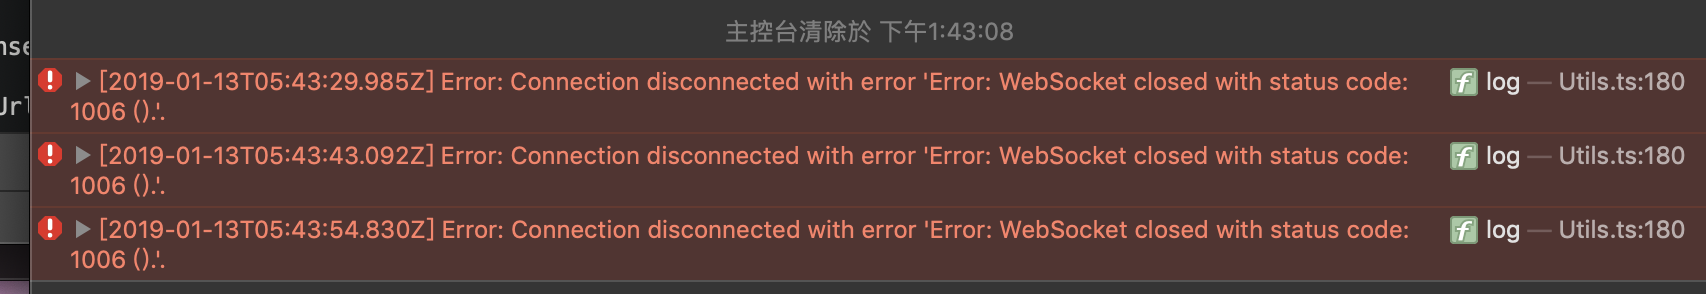 主控台清除於 下午1:43:08
nse
[2019-01-13T05:43:29.985Z] Error: Connection disconnected with error 'Error: WebSocket closed with status code: log — Utils.ts:180
1006 ().'.
Jrl
[2019-01-13T05:43:43.092Z] Error: Connection disconnected with error 'Error: WebSocket closed with status code: log — Utils.ts:180
1006 ().'.
[2019-01-13T05:43:54.830Z] Error: Connection disconnected with error 'Error: WebSocket closed with status code: log — Utils.ts:180
1006 ().'.